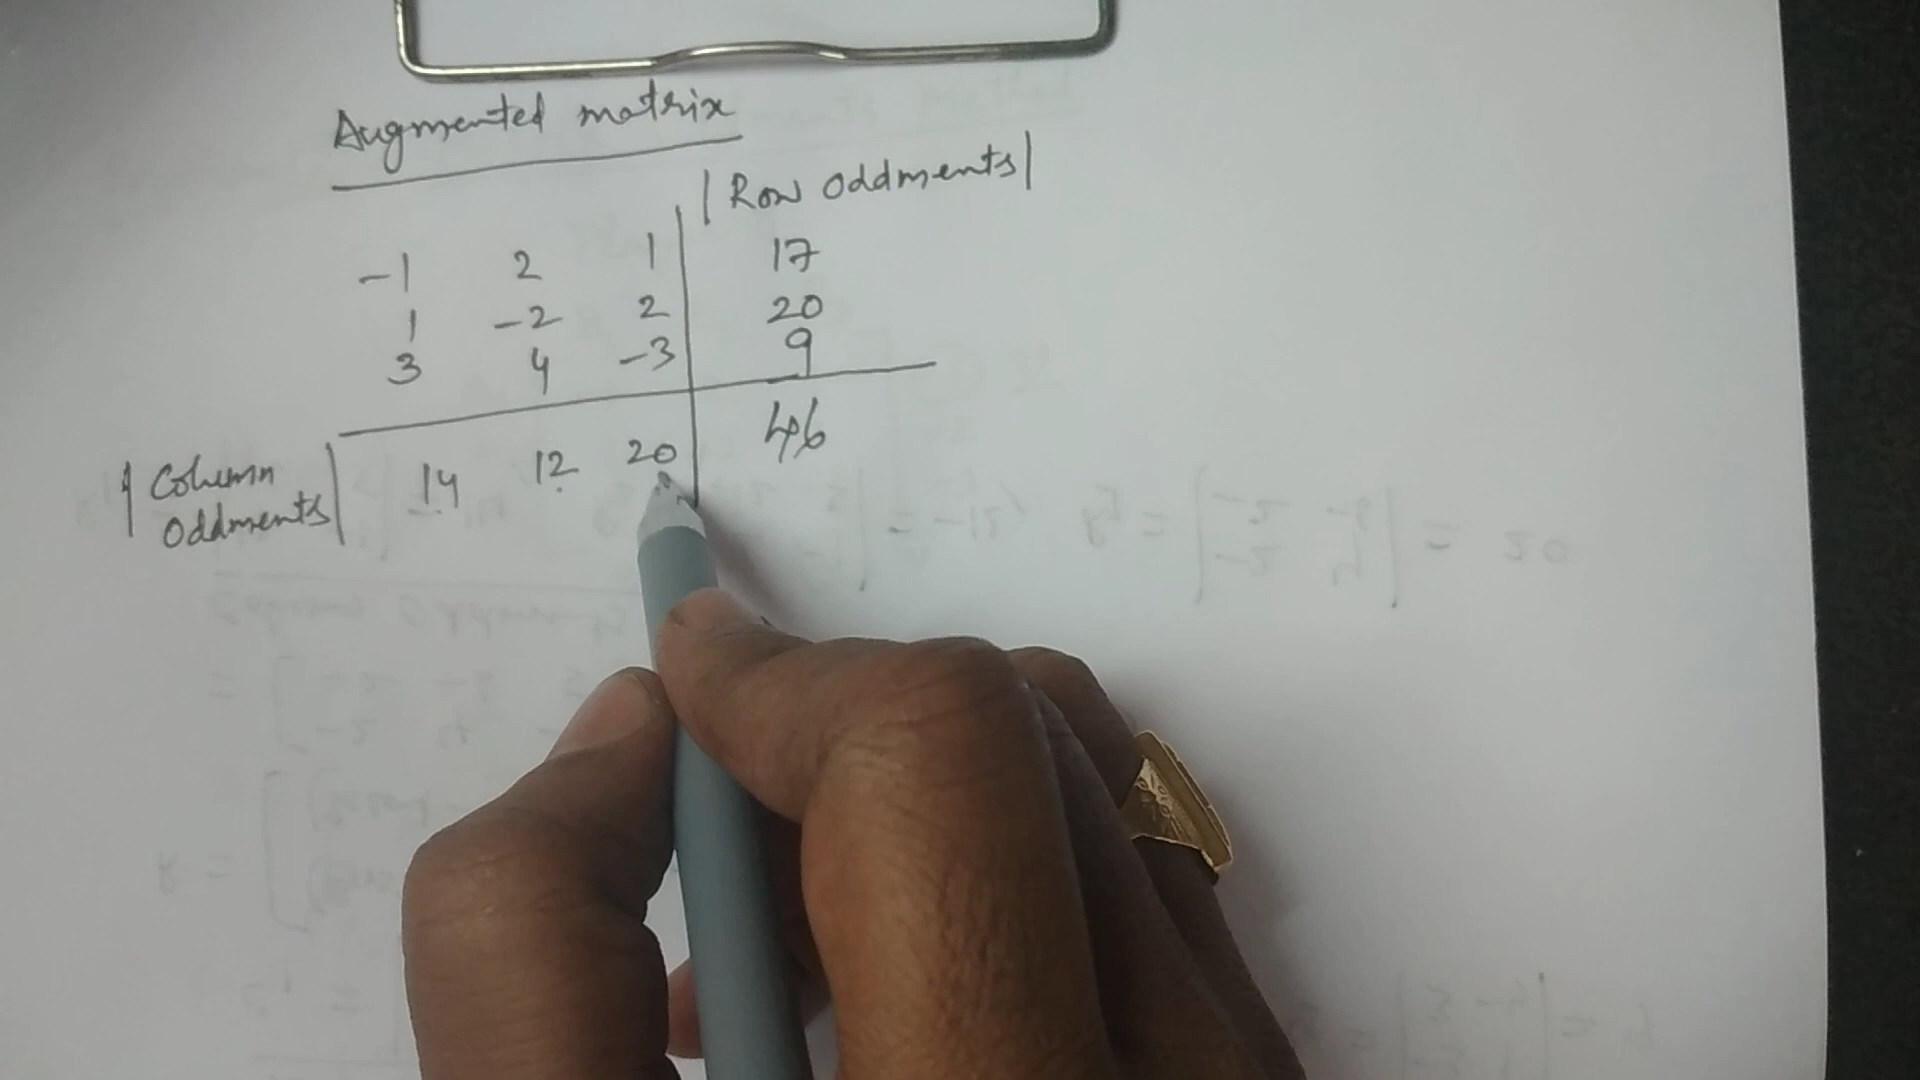 Augmented matrix
|Row Oddments|
-1 2 1 17
1 -2 2 20
3 4 -3 9
|Column Oddments| 14 12 20 46